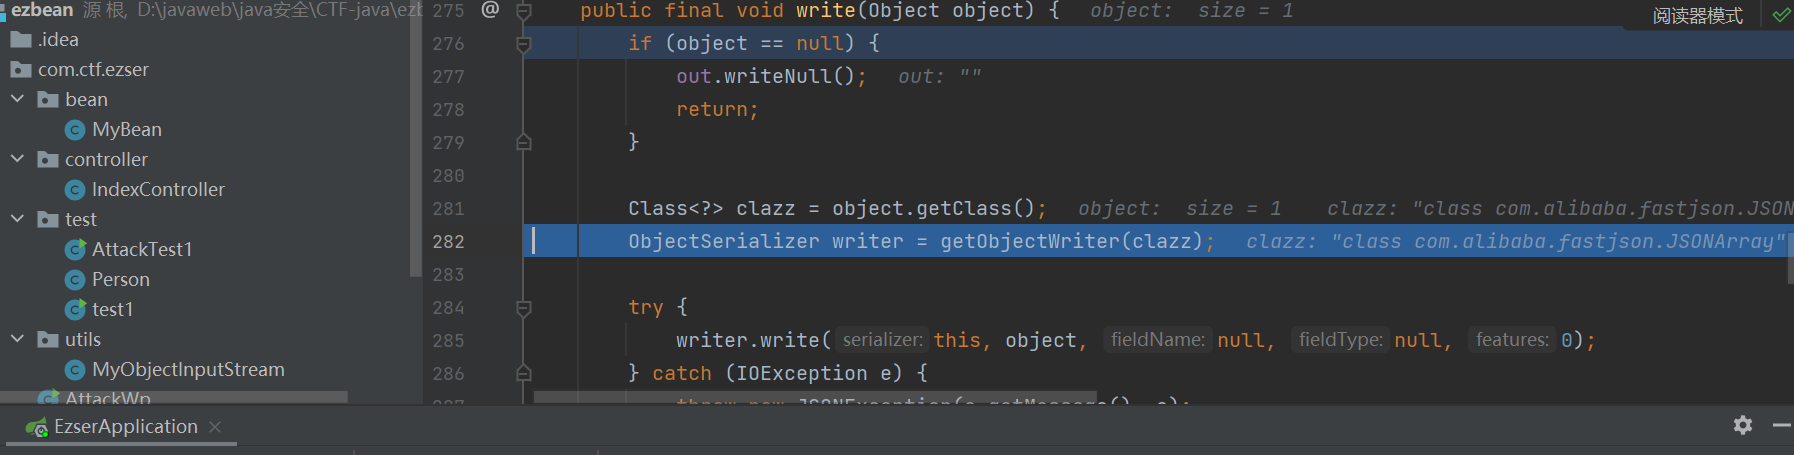 ezbean 源 根, D:\javaweb\java安全\CTF-java\ezb
.idea
com.ctf.ezser
bean
MyBean
controller
IndexController
test
AttackTest1
Person
test1
utils
MyObjectInputStream
AttackWp
阅读器模式
275 @ public final void write(Object object) { object: size = 1
276 if (object == null) {
277 out.writeNull(); out: ""
278 return;
279 }
280
281 Class<?> clazz = object.getClass(); object: size = 1 clazz: "class com.alibaba.fastjson.JSON
282 ObjectSerializer writer = getObjectWriter(clazz); clazz: "class com.alibaba.fastjson.JSONArray"
283
284 try {
285 writer.write( serializer: this, object, fieldName: null, fieldType: null, features: 0);
286 } catch (IOException e) {
EzserApplication